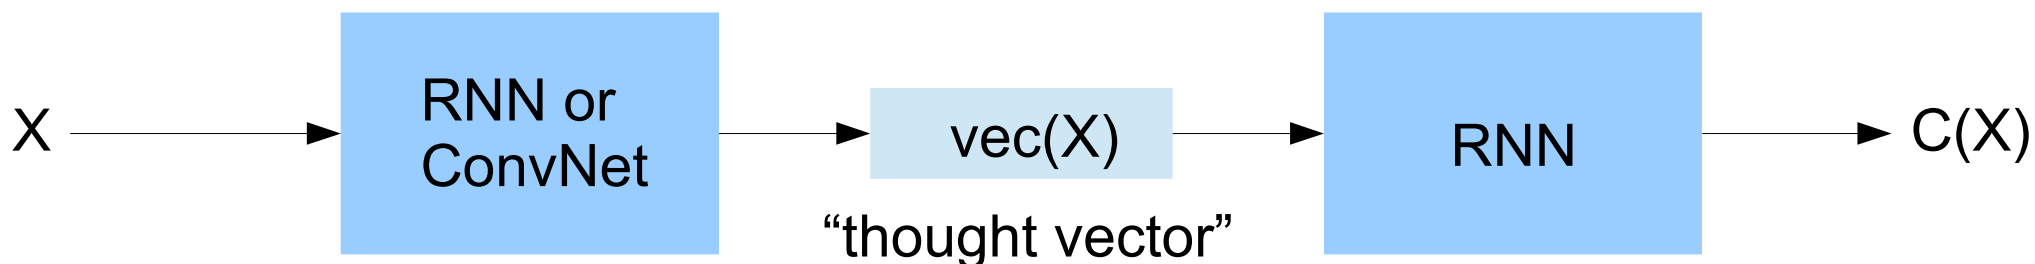 X
RNN or
ConvNet
vec(X)
“thought vector”
RNN
C(X)